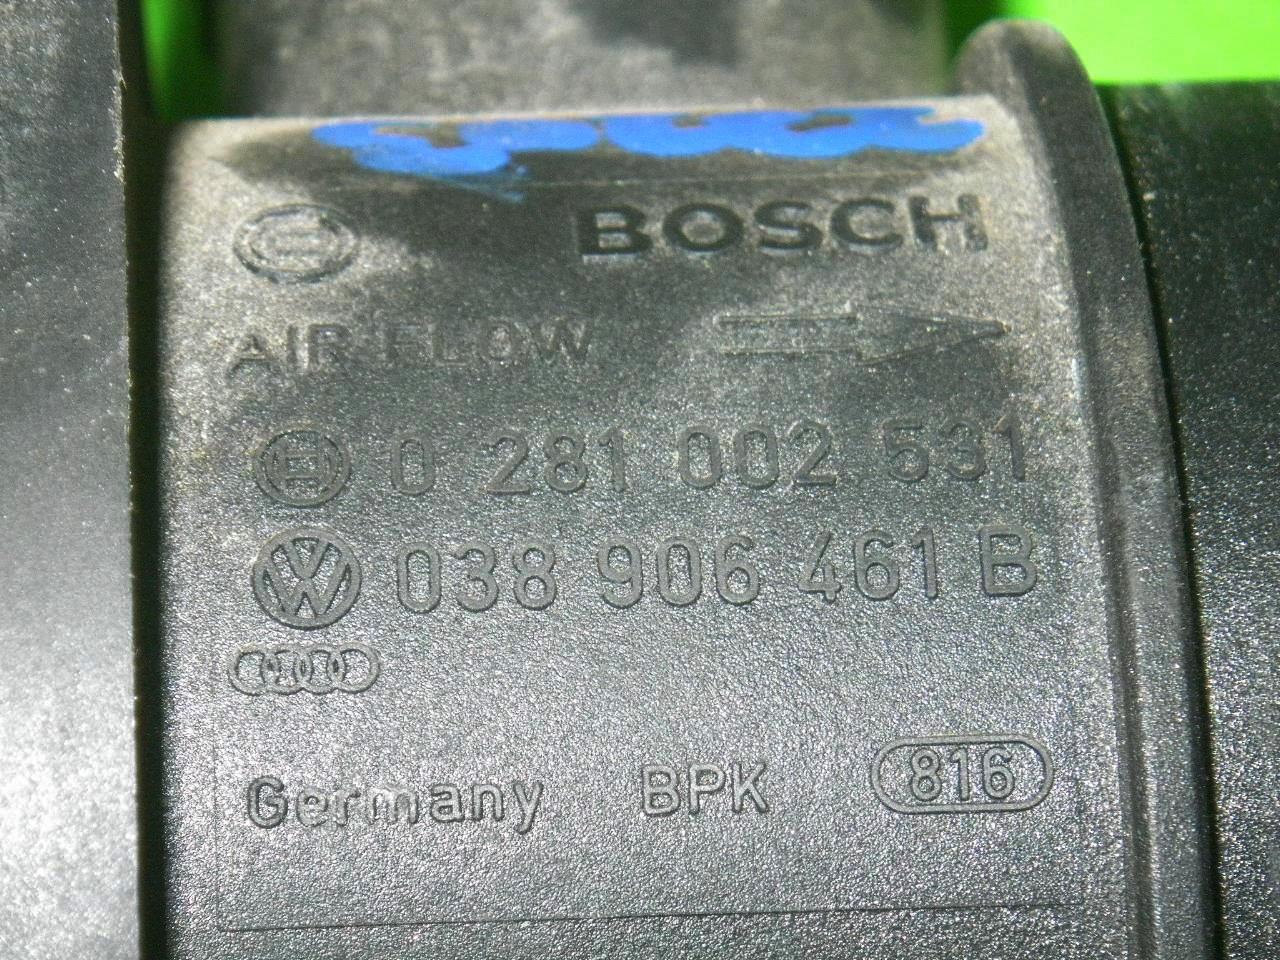 BOSCH
AIR FLOW
0 281 002 531
038 906 461 B
Germany BPK 816